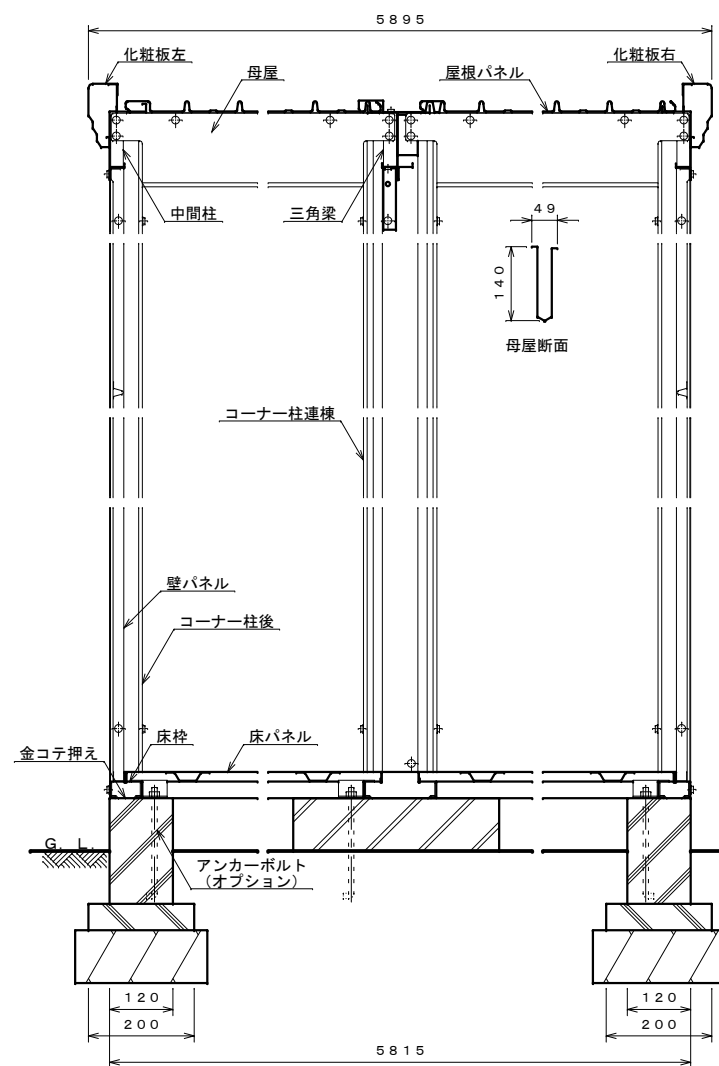 5895
化粧板左
母屋
屋根パネル
化粧板右
中間柱
三角梁
49
140
母屋断面
コーナー柱連棟
壁パネル
コーナー柱後
金コテ押え
床枠
床パネル
G. L.
アンカーボルト
(オプション)
120
120
200
200
5815